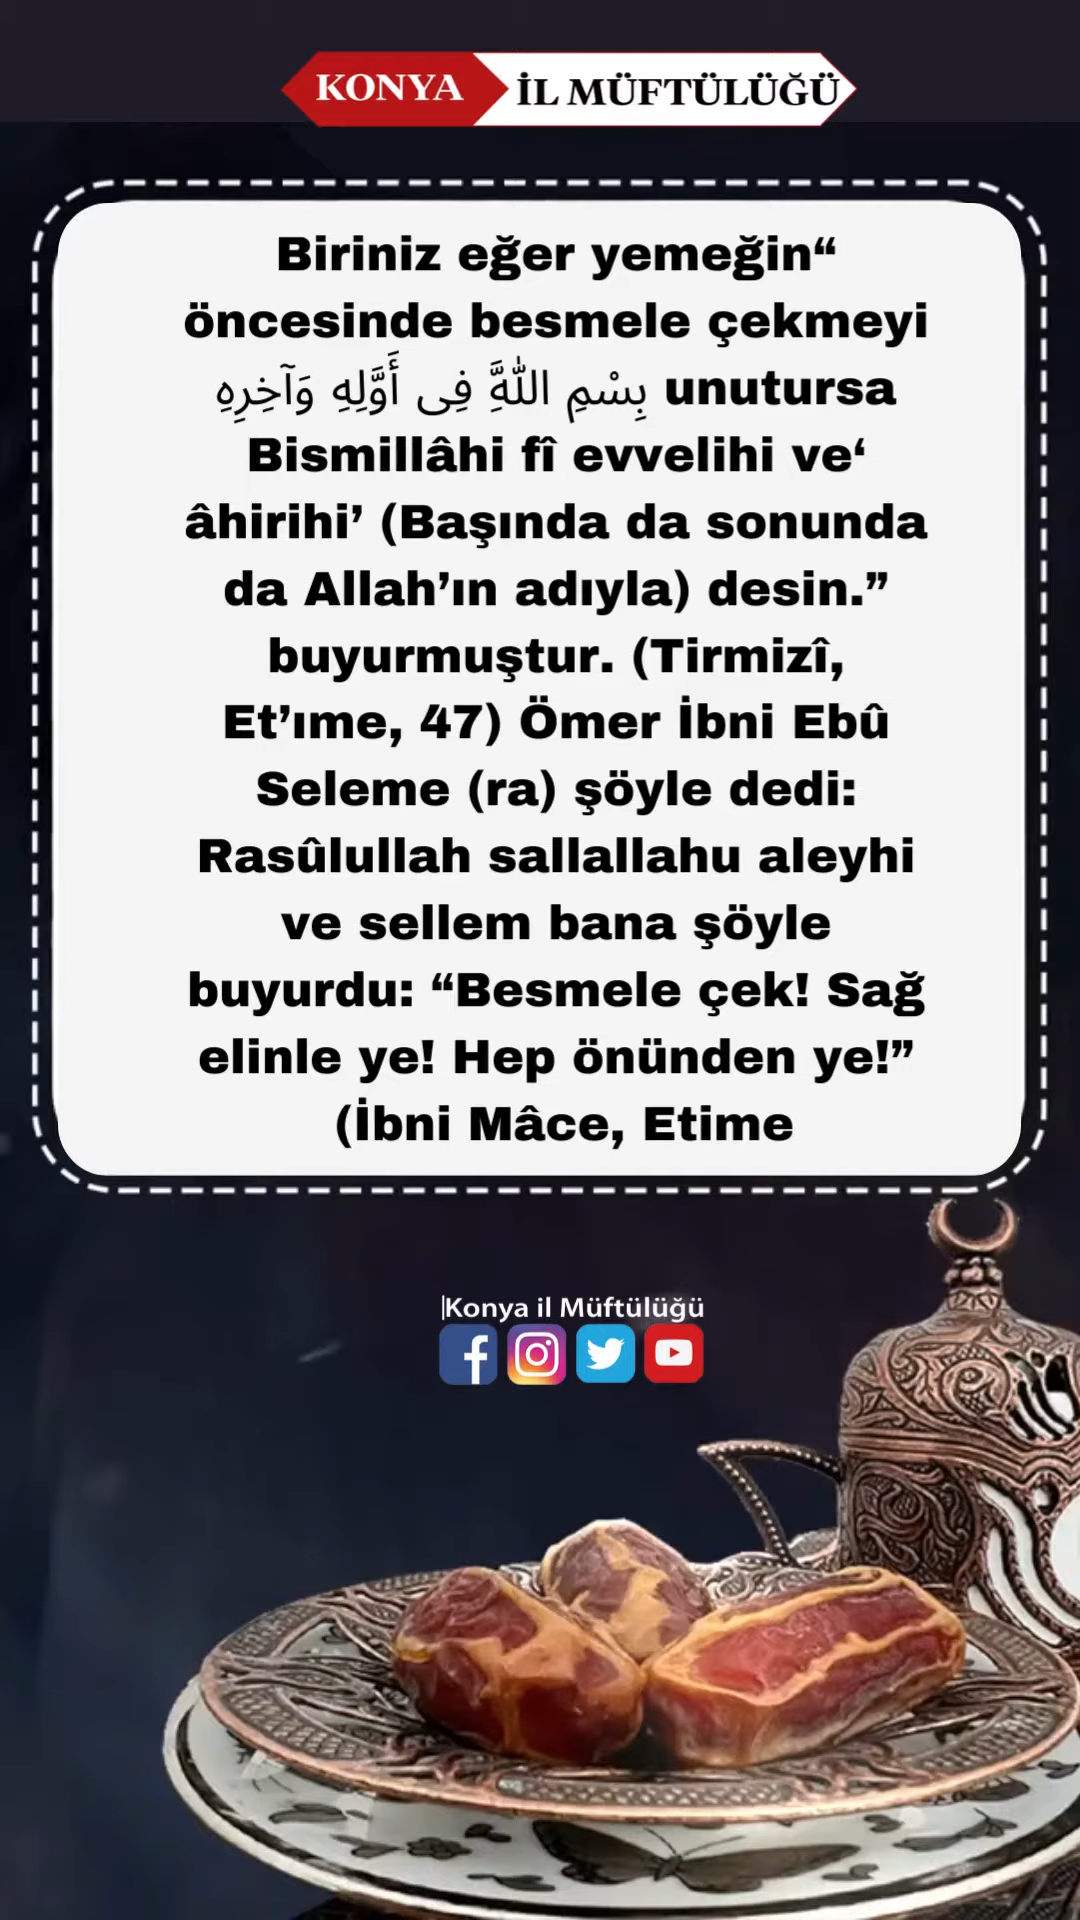 KONYA İL MÜFTÜLÜĞÜ
Biriniz eğer yemeğin“
öncesinde besmele çekmeyi
بِسْمِ اللَّهِ فِى أَوَّلِهِ وَآخِرِهِ unutursa
Bismillâhi fî evvelihi ve‘
âhirihi’ (Başında da sonunda
da Allah’ın adıyla) desin.”
buyurmuştur. (Tirmizî,
Et’ıme, 47) Ömer İbni Ebû
Seleme (ra) şöyle dedi:
Rasûlullah sallallahu aleyhi
ve sellem bana şöyle
buyurdu: “Besmele çek! Sağ
elinle ye! Hep önünden ye!”
(İbni Mâce, Etime
Konya il Müftülüğü